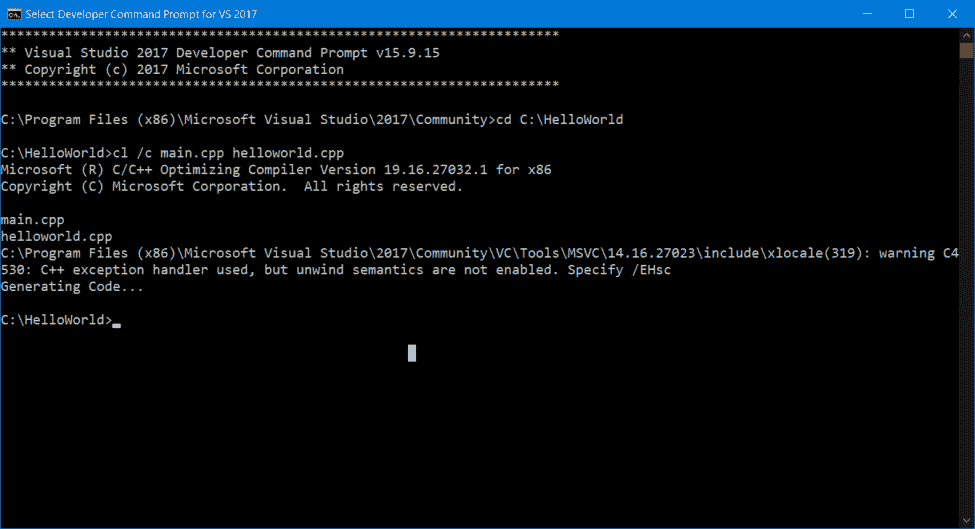 Select Developer Command Prompt for VS 2017
**********************************************************************
** Visual Studio 2017 Developer Command Prompt v15.9.15
** Copyright (c) 2017 Microsoft Corporation
**********************************************************************
C:\Program Files (x86)\Microsoft Visual Studio\2017\Community>cd C:\HelloWorld
C:\HelloWorld>cl /c main.cpp helloworld.cpp
Microsoft (R) C/C++ Optimizing Compiler Version 19.16.27032.1 for x86
Copyright (C) Microsoft Corporation.  All rights reserved.
main.cpp
helloworld.cpp
C:\Program Files (x86)\Microsoft Visual Studio\2017\Community\VC\Tools\MSVC\14.16.27023\include\xlocale(319): warning C4
530: C++ exception handler used, but unwind semantics are not enabled. Specify /EHsc
Generating Code...
C:\HelloWorld>